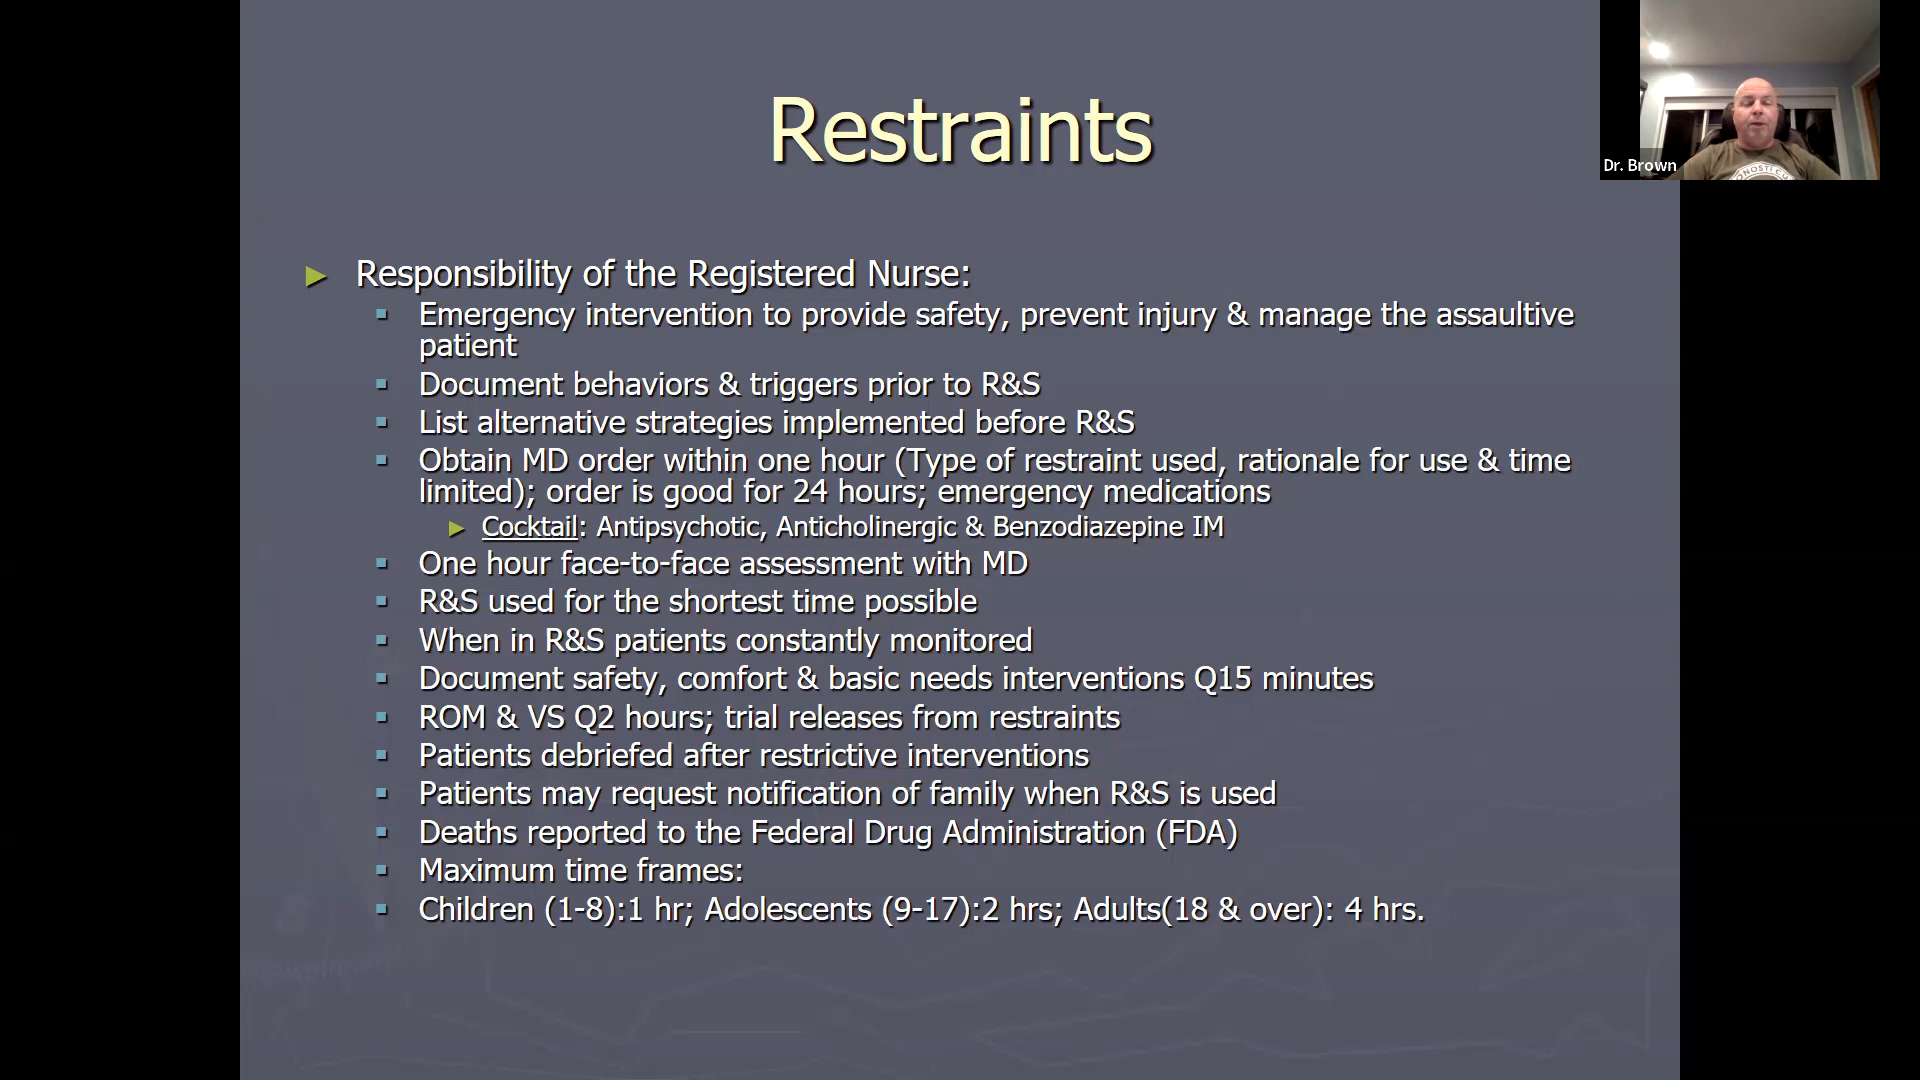 Restraints
Dr. Brown
Responsibility of the Registered Nurse:
Emergency intervention to provide safety, prevent injury & manage the assaultive
patient
Document behaviors & triggers prior to R&S
List alternative strategies implemented before R&S
Obtain MD order within one hour (Type of restraint used, rationale for use & time
limited); order is good for 24 hours; emergency medications
Cocktail: Antipsychotic, Anticholinergic & Benzodiazepine IM
One hour face-to-face assessment with MD
R&S used for the shortest time possible
When in R&S patients constantly monitored
Document safety, comfort & basic needs interventions Q15 minutes
ROM & VS Q2 hours; trial releases from restraints
Patients debriefed after restrictive interventions
Patients may request notification of family when R&S is used
Deaths reported to the Federal Drug Administration (FDA)
Maximum time frames:
Children (1-8):1 hr; Adolescents (9-17):2 hrs; Adults(18 & over): 4 hrs.